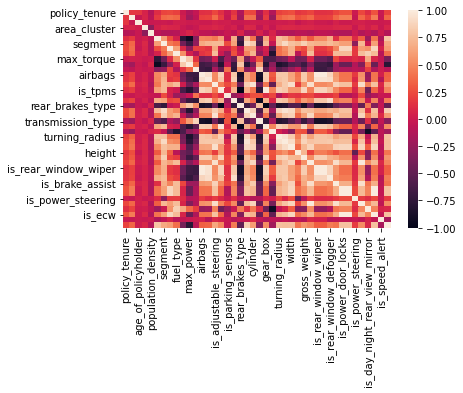 policy_tenure
area_cluster
segment
max_torque
airbags
is_tpms
rear_brakes_type
transmission_type
turning_radius
height
is_rear_window_wiper
is_brake_assist
is_power_steering
is_ecw
1.00
0.75
0.50
0.25
0.00
−0.25
−0.50
−0.75
−1.00
policy_tenure
age_of_policyholder
population_density
segment
fuel_type
max_power
airbags
is_adjustable_steering
is_parking_sensors
rear_brakes_type
cylinder
gear_box
turning_radius
width
gross_weight
is_rear_window_wiper
is_rear_window_defogger
is_power_door_locks
is_power_steering
is_day_night_rear_view_mirror
is_speed_alert